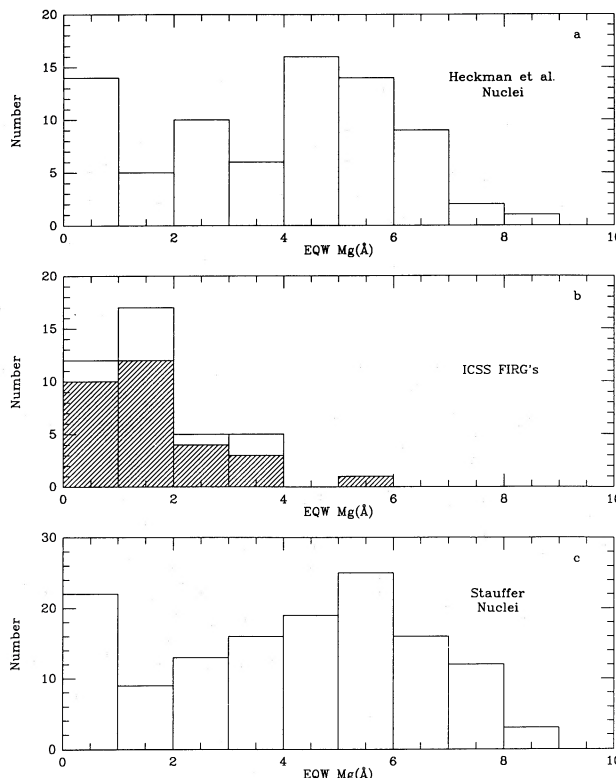 20
a
15
Heckman et al.
Nuclei
Number
10
5
0
0 2 4 6 8 10
EQW Mg(Å)
20
b
15
ICSS FIRG's
Number
10
5
0
0 2 4 6 8 10
EQW Mg(Å)
30
c
Stauffer
Nuclei
20
Number
10
0
0 2 4 6 8 10
EQW Mg(Å)